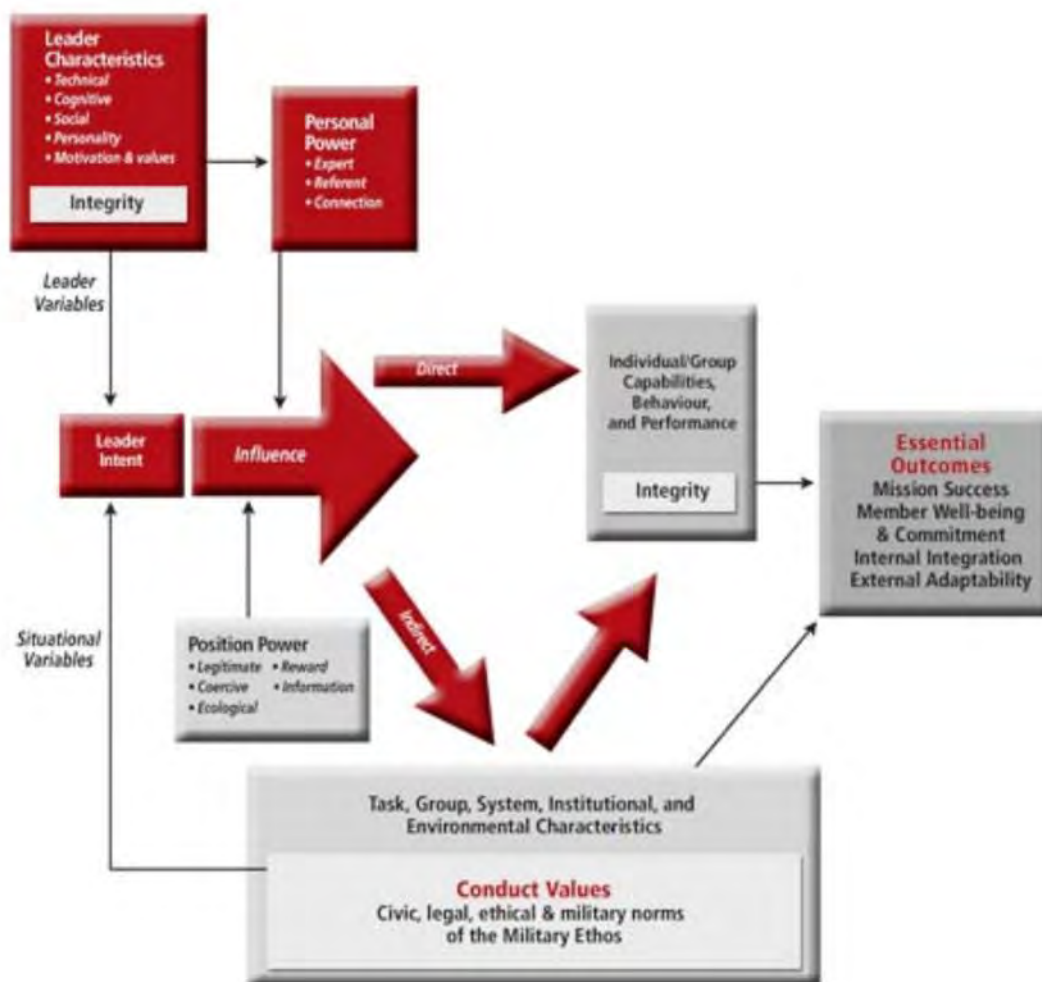 Leader
Characteristics
• Technical
• Cognitive
• Social
• Personality
• Motivation & values
Integrity
Personal
Power
• Expert
• Referent
• Connection
Leader
Variables
Direct
Individual/Group
Capabilities,
Behaviour,
and Performance
Integrity
Leader
Intent
Influence
Essential
Outcomes
Mission Success
Member Well-being
& Commitment
Internal Integration
External Adaptability
Situational
Variables
Position Power
• Legitimate • Reward
• Coercive • Information
• Ecological
Indirect
Task, Group, System, Institutional, and
Environmental Characteristics
Conduct Values
Civic, legal, ethical & military norms
of the Military Ethos